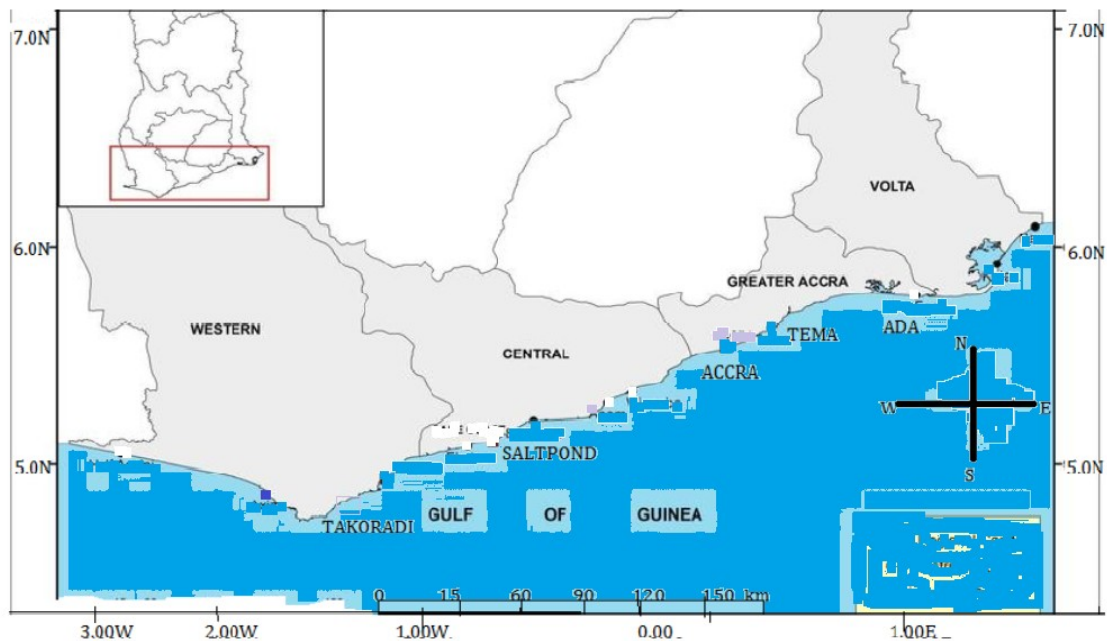 7.0N
7.0N
VOLTA
6.0N
6.0N
GREATER ACCRA
WESTERN
ADA
TEMA
N
CENTRAL
ACCRA
W
E
SALTPOND
S
5.0N
5.0N
TAKORADI
GULF OF GUINEA
0 15 60 90 120 150 km
3.00W 2.00W 1.00W 0.00 1.00E